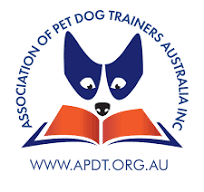 ASSOCIATION OF PET DOG TRAINERS AUSTRALIA INC
WWW.APDT.ORG.AU